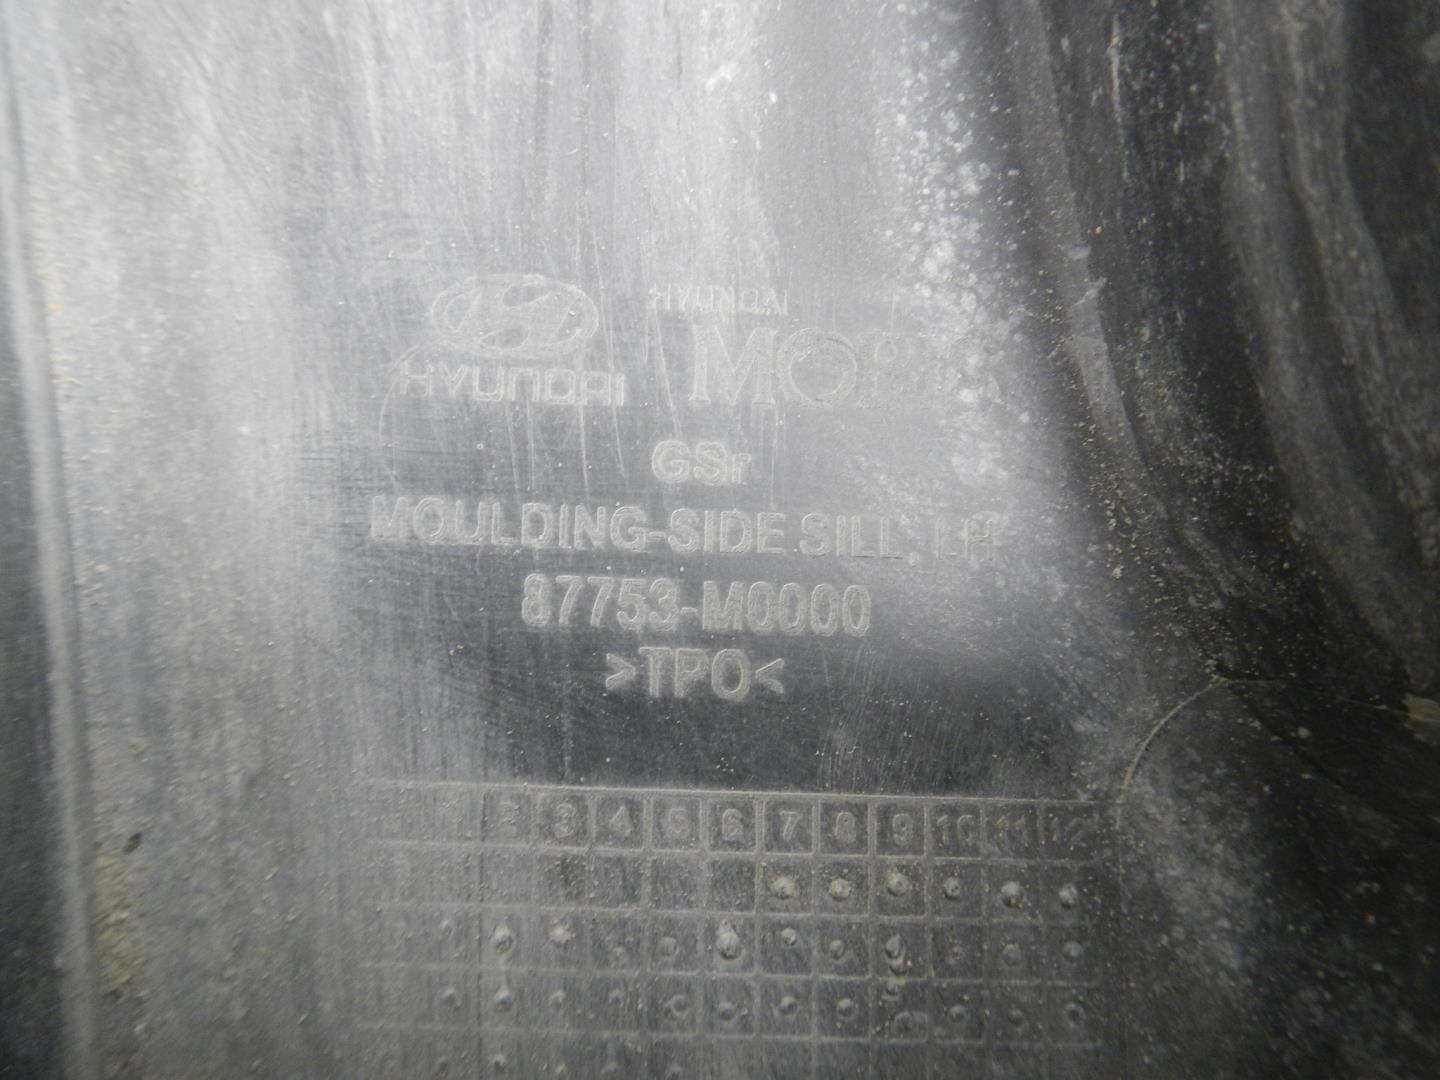 HYUNDAI
HYUNDAI
GSr
MOULDING-SIDE SILL, LH
87753-M0000
>TPO<
2 3 4 5 6 7 8 9 10 11 12